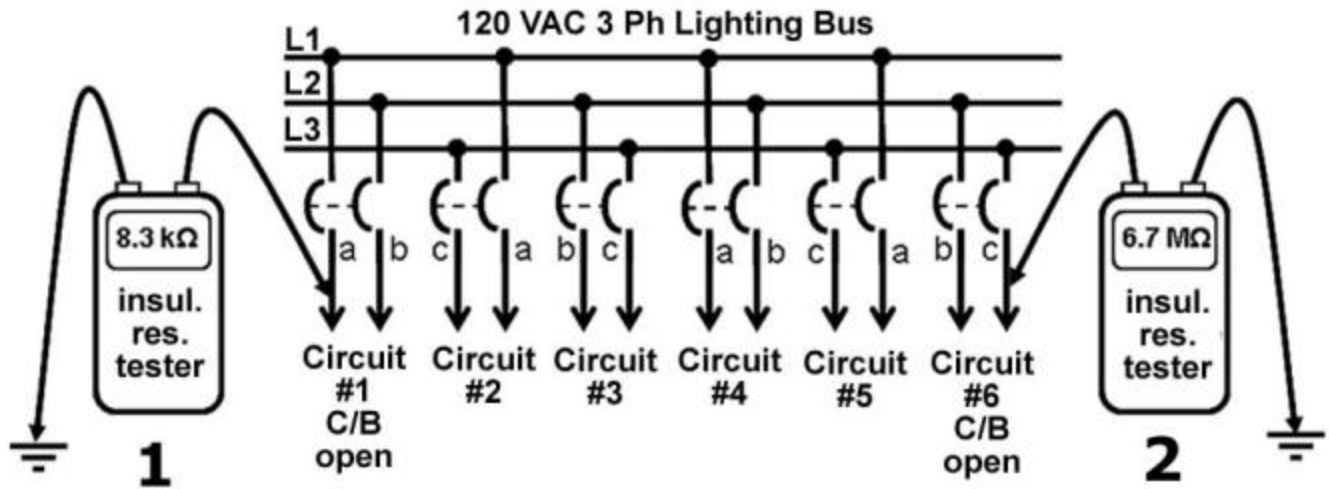 120 VAC 3 Ph Lighting Bus
L1
L2
L3
8.3 kΩ
insul.
res.
tester
1
a b c a b c a b c a b c
6.7 MΩ
insul.
res.
tester
2
Circuit
#1
C/B
open
Circuit
#2
Circuit
#3
Circuit
#4
Circuit
#5
Circuit
#6
C/B
open